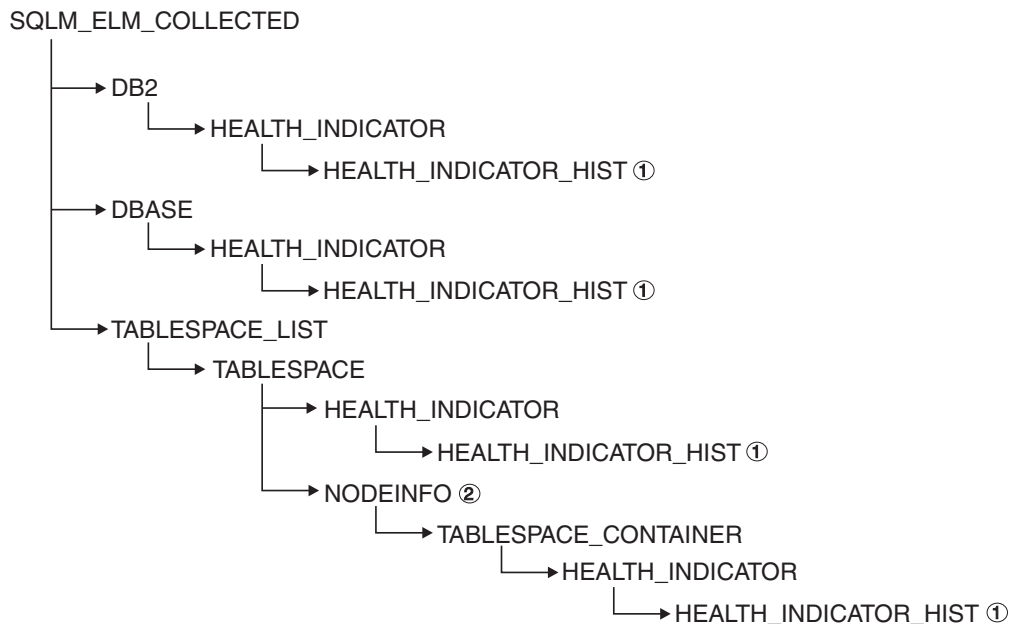 SQLM_ELM_COLLECTED
DB2
HEALTH_INDICATOR
HEALTH_INDICATOR_HIST ①
DBASE
HEALTH_INDICATOR
HEALTH_INDICATOR_HIST ①
TABLESPACE_LIST
TABLESPACE
HEALTH_INDICATOR
HEALTH_INDICATOR_HIST ①
NODEINFO ②
TABLESPACE_CONTAINER
HEALTH_INDICATOR
HEALTH_INDICATOR_HIST ①